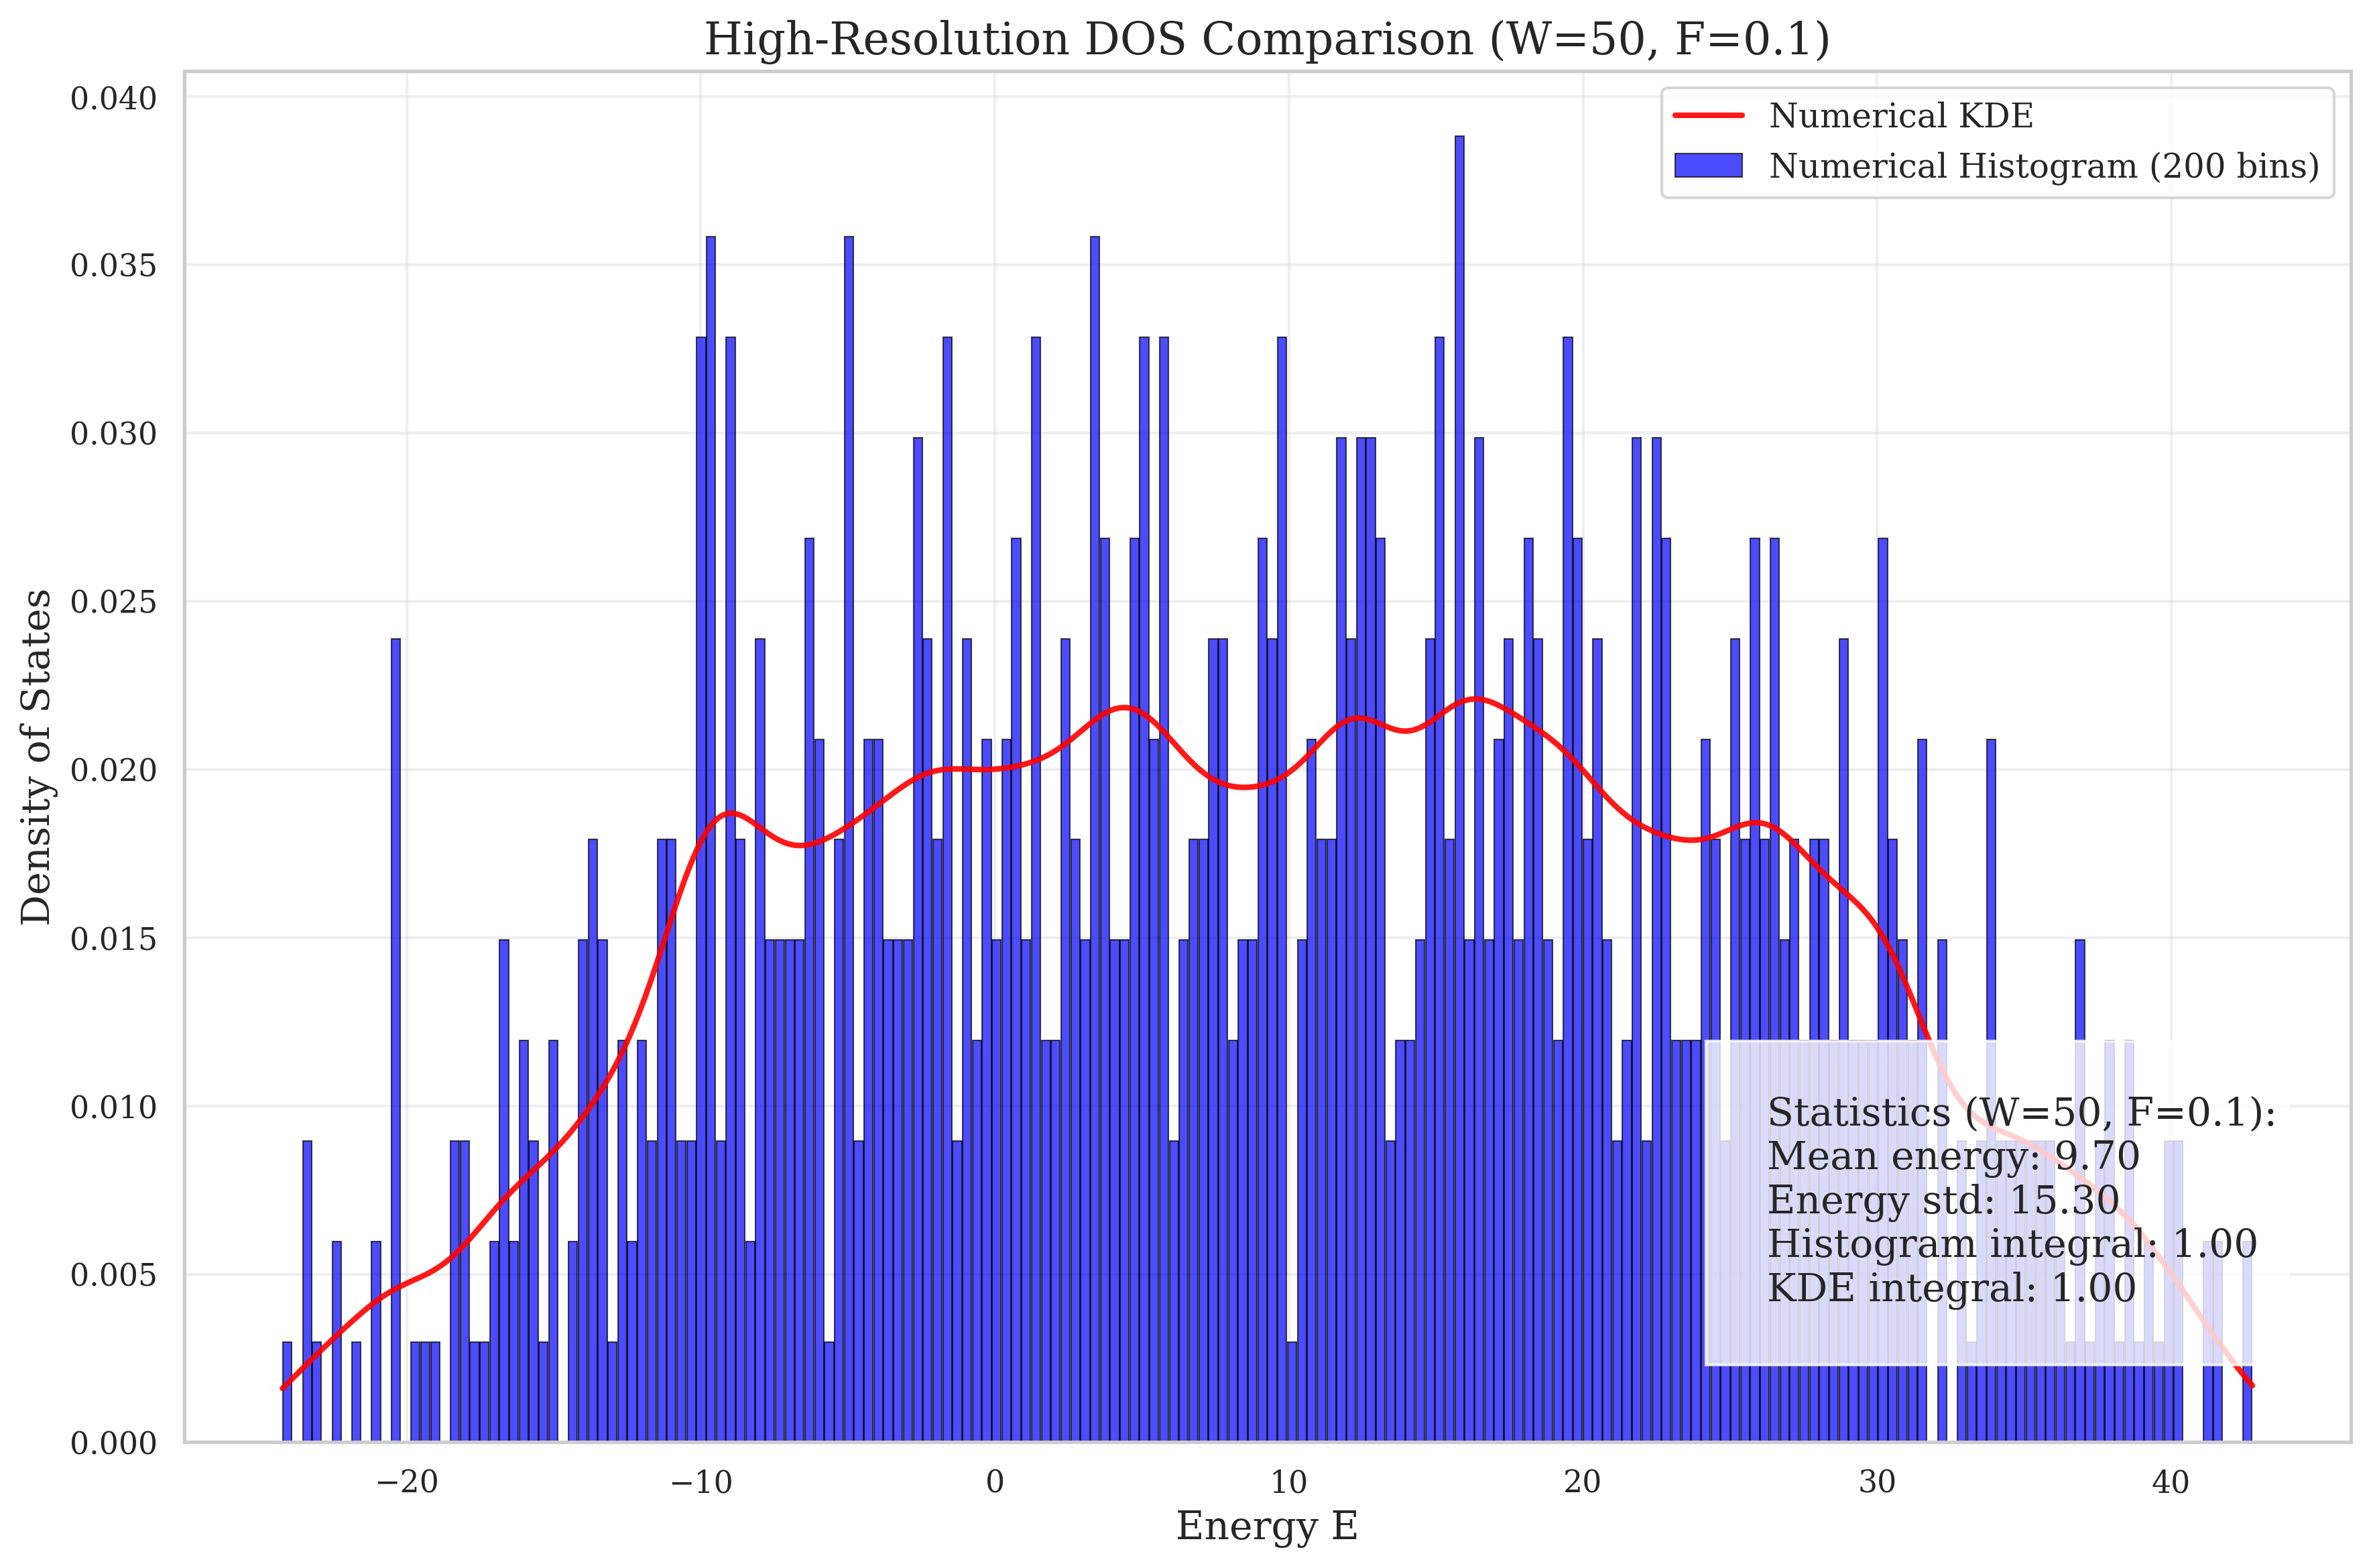 High-Resolution DOS Comparison (W=50, F=0.1)
Numerical KDE
Numerical Histogram (200 bins)
0.040
0.035
0.030
0.025
0.020
0.015
0.010
0.005
0.000
Density of States
Statistics (W=50, F=0.1):
Mean energy: 9.70
Energy std: 15.30
Histogram integral: 1.00
KDE integral: 1.00
−20 −10 0 10 20 30 40
Energy E